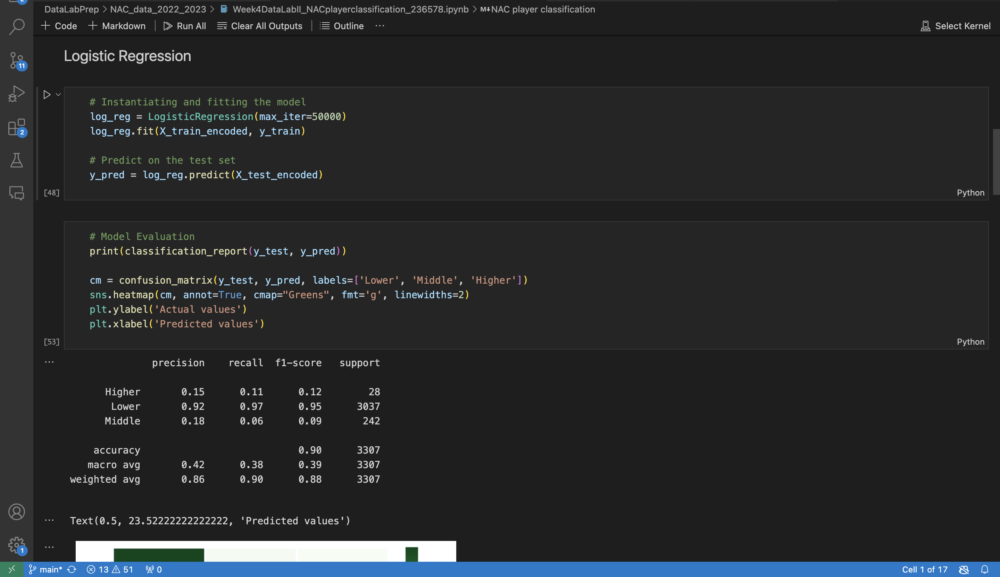 DataLabPrep > NAC_data_2022_2023 > Week4DataLabII_NACplayerclassification_236578.ipynb > M↓NAC player classification
+ Code + Markdown | Run All Clear All Outputs | Outline ··· Select Kernel
Logistic Regression
# Instantiating and fitting the model
log_reg = LogisticRegression(max_iter=50000)
log_reg.fit(X_train_encoded, y_train)
# Predict on the test set
y_pred = log_reg.predict(X_test_encoded)
[48] Python
# Model Evaluation
print(classification_report(y_test, y_pred))
cm = confusion_matrix(y_test, y_pred, labels=['Lower', 'Middle', 'Higher'])
sns.heatmap(cm, annot=True, cmap="Greens", fmt='g', linewidths=2)
plt.ylabel('Actual values')
plt.xlabel('Predicted values')
[53] Python
··· precision recall f1-score support
Higher 0.15 0.11 0.12 28
Lower 0.92 0.97 0.95 3037
Middle 0.18 0.06 0.09 242
accuracy 0.90 3307
macro avg 0.42 0.38 0.39 3307
weighted avg 0.86 0.90 0.88 3307
··· Text(0.5, 23.52222222222222, 'Predicted values')
···
11
2
1
main* 13 51 0 Cell 1 of 17